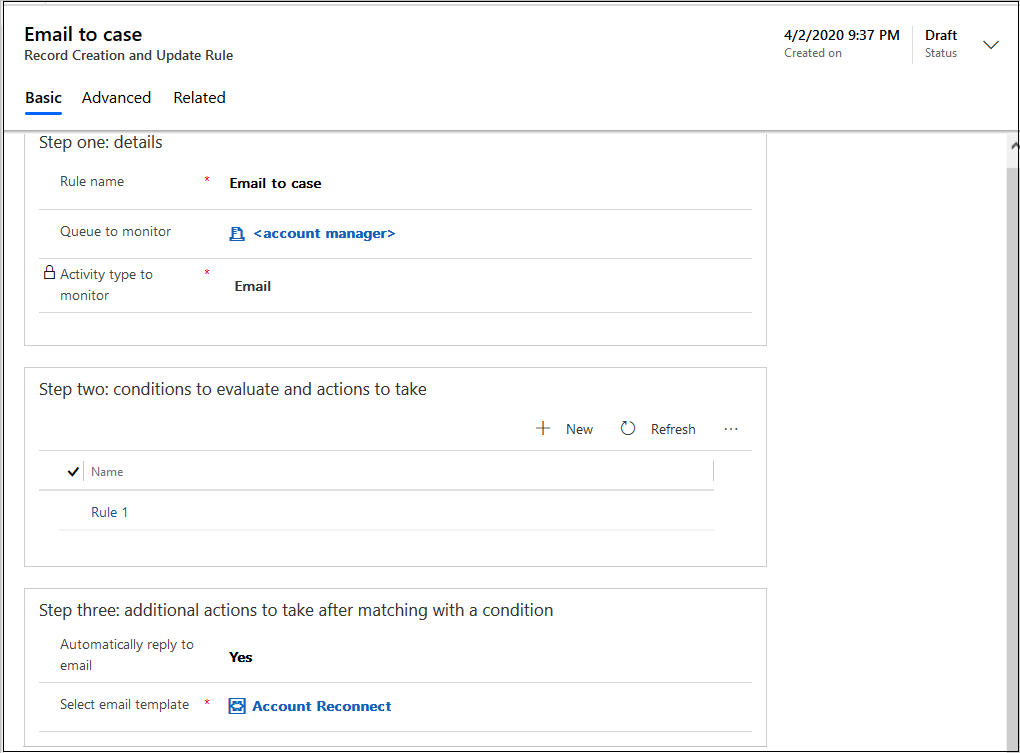 Email to case
Record Creation and Update Rule
4/2/2020 9:37 PM
Created on
Draft
Status
Basic
Advanced
Related
Step one: details
Rule name *
Email to case
Queue to monitor
<account manager>
Activity type to
monitor
*
Email
Step two: conditions to evaluate and actions to take
New
Refresh
...
Name
Rule 1
Step three: additional actions to take after matching with a condition
Automatically reply to
email
Yes
Select email template *
Account Reconnect